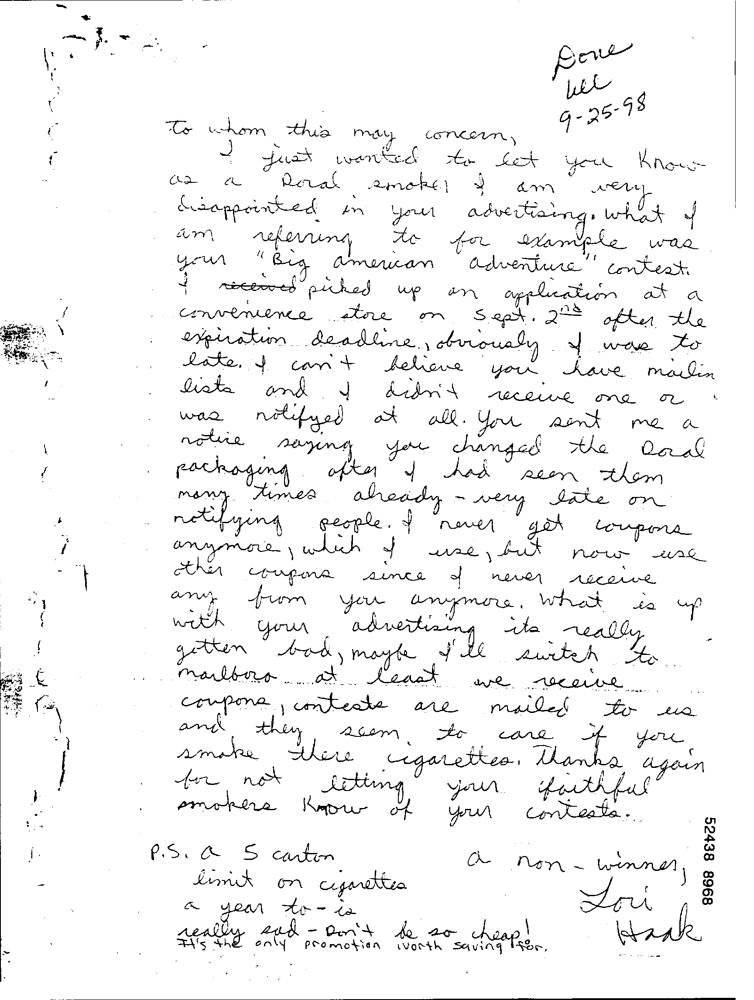 Done
9-25-98
To whom this may concern,
I just wanted to let you know
as a Doral smoker I am very
disappointed in your advertising. What I
am referring to for example was
your "Big american adventure" contest.
I received picked up an application at a
convenience store on Sept. 2nd after the
expiration deadline, obviously I was to
late. I can't believe you have mailin
lists and I didn't receive one or
was notifyed at all. You sent me a
notice saying you changed the Doral
packaging after I had seen them
many times already - very late on
notifying people. I never get coupons
anymore, which I use, but now use
other coupons since I never receive
any from you anymore. What is up
with your advertising its really
gotten bad, maybe I'll switch to
marlboro at least we receive
coupons, contests are mailed to us
and they seem to care if you
smoke there cigarettes. Thanks again
for not letting your faithful
smokers know of your contests.
a non-winner,
Lori
Haak
P.S. a 5 carton
limit on cigarettes
a year to - is
really sad - Don't be so cheap!
It's the only promotion worth saving for.
52438 8968